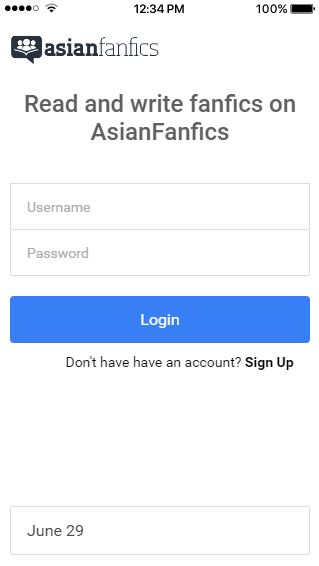 12:34 PM
100%
asianfanfics
Read and write fanfics on
AsianFanfics
Username
Password
Login
Don't have have an account? Sign Up
June 29